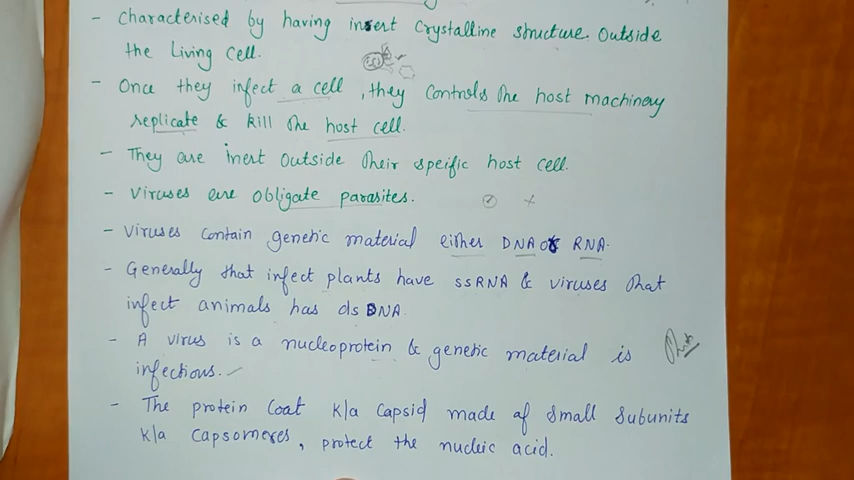 - Characterised by having insert Crystalline structure. Outside
the Living cell.
- Once they infect a cell, they Controls the host machinery
replicate & kill the host cell.
- They are inert outside their speific host cell.
- Viruses are obligate parasites.
- Viruses contain genetic material either DNA or RNA.
- Generally that infect plants have ssRNA & viruses that
infect animals has ds DNA.
- A virus is a nucleoprotein & genetic material is
infectious.
- The protein Coat k/a Capsid made of Small Subunits
k/a Capsomeres, protect the nucleic acid.